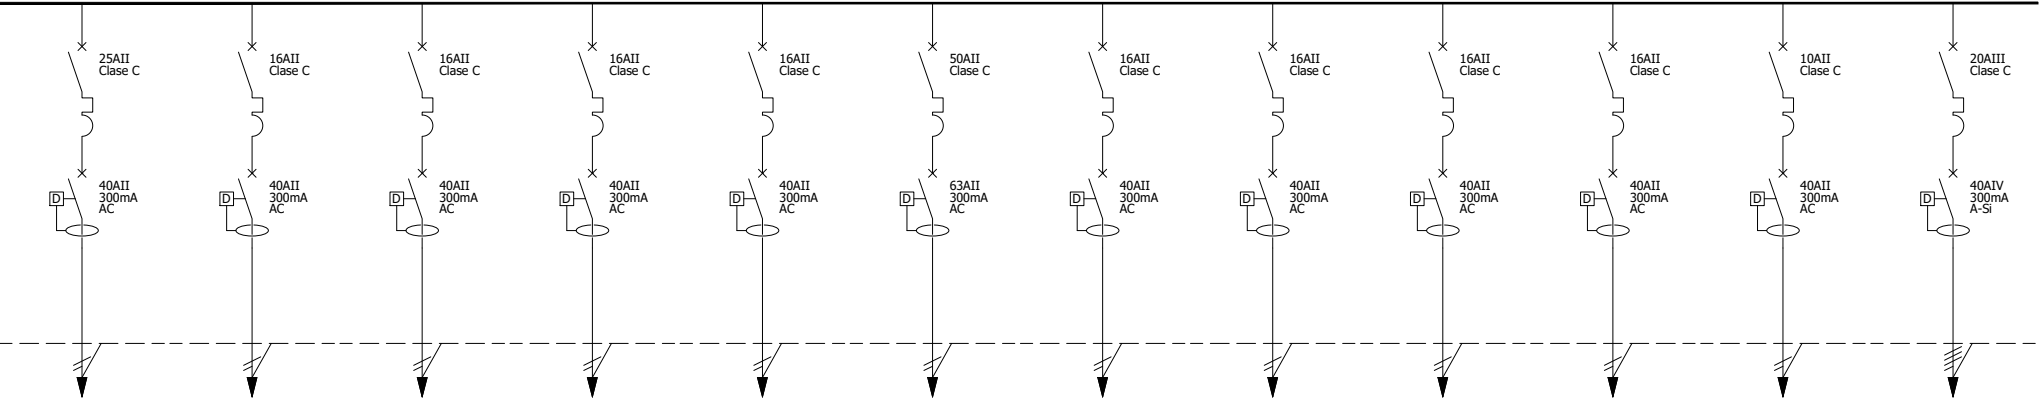 25AII
Clase C
16AII
Clase C
16AII
Clase C
16AII
Clase C
16AII
Clase C
50AII
Clase C
16AII
Clase C
16AII
Clase C
16AII
Clase C
16AII
Clase C
10AII
Clase C
20AIII
Clase C
D
40AII
300mA
AC
D
40AII
300mA
AC
D
40AII
300mA
AC
D
40AII
300mA
AC
D
40AII
300mA
AC
D
63AII
300mA
AC
D
40AII
300mA
AC
D
40AII
300mA
AC
D
40AII
300mA
AC
D
40AII
300mA
AC
D
40AII
300mA
AC
D
40AIV
300mA
A-Si